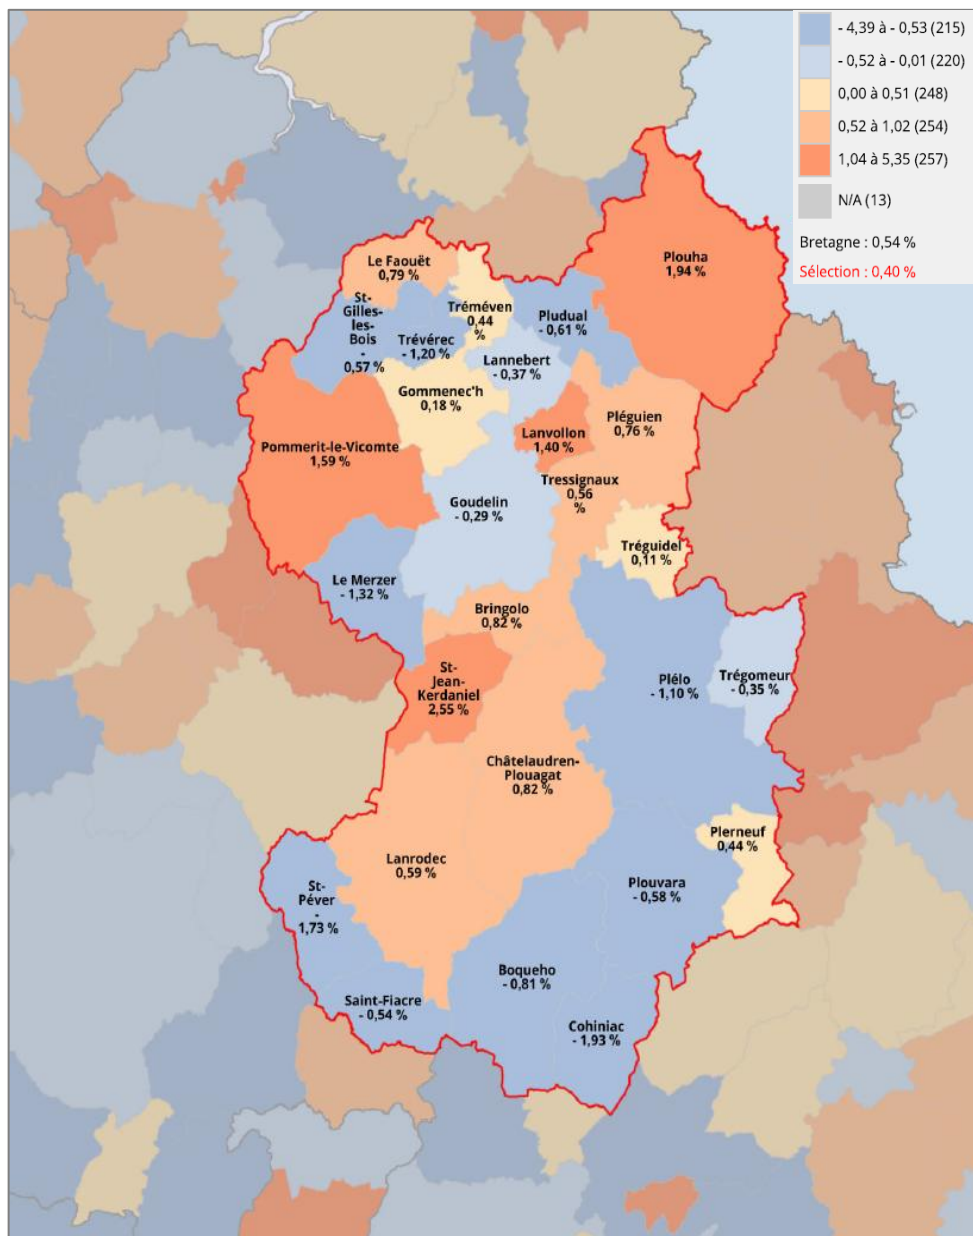 - 4,39 à - 0,53 (215)
- 0,52 à - 0,01 (220)
0,00 à 0,51 (248)
0,52 à 1,02 (254)
1,04 à 5,35 (257)
N/A (13)
Bretagne : 0,54 %
Sélection : 0,40 %
Plouha
1,94 %
Le Faouët
0,79 %
St-
Gilles-
les-
Bois
-
0,57 %
Trévérec
- 1,20 %
Tréméven
0,44
%
Pludual
- 0,61 %
Lannebert
- 0,37 %
Gommenec'h
0,18 %
Pommerit-le-Vicomte
1,59 %
Lanvollon
1,40 %
Pléguien
0,76 %
Tressignaux
0,56
%
Goudelin
- 0,29 %
Tréguidel
0,11 %
Le Merzer
- 1,32 %
Bringolo
0,82 %
St-
Jean-
Kerdaniel
2,55 %
Plélo
- 1,10 %
Trégomeur
- 0,35 %
Châtelaudren-
Plouagat
0,82 %
Plerneuf
0,44 %
Lanrodec
0,59 %
Plouvara
- 0,58 %
St-
Péver
-
1,73 %
Boqueho
- 0,81 %
Saint-Fiacre
- 0,54 %
Cohiniac
- 1,93 %